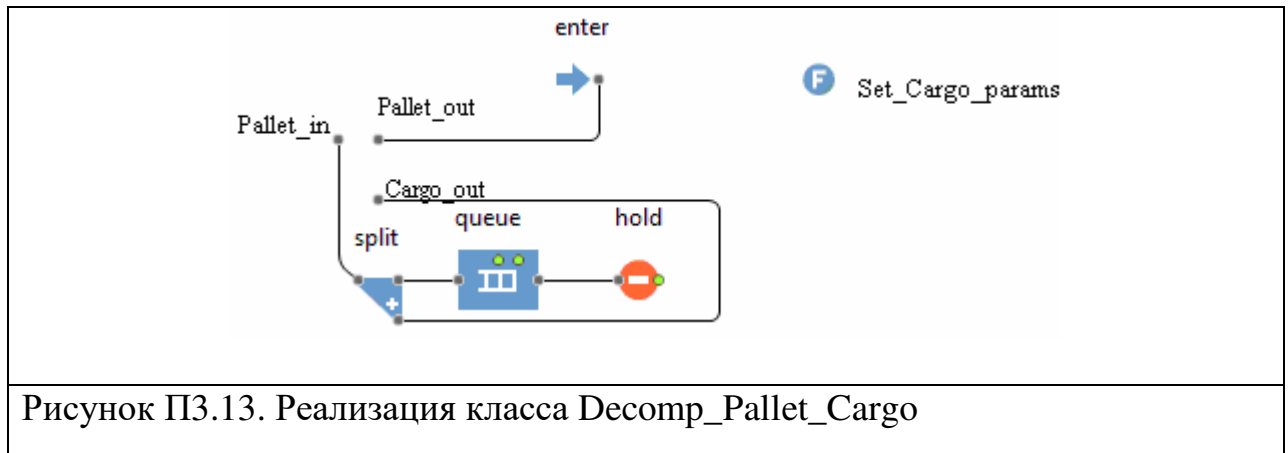 enter
F Set_Cargo_params
Pallet_out
Pallet_in
Cargo_out
queue hold
split
Рисунок П3.13. Реализация класса Decomp_Pallet_Cargo